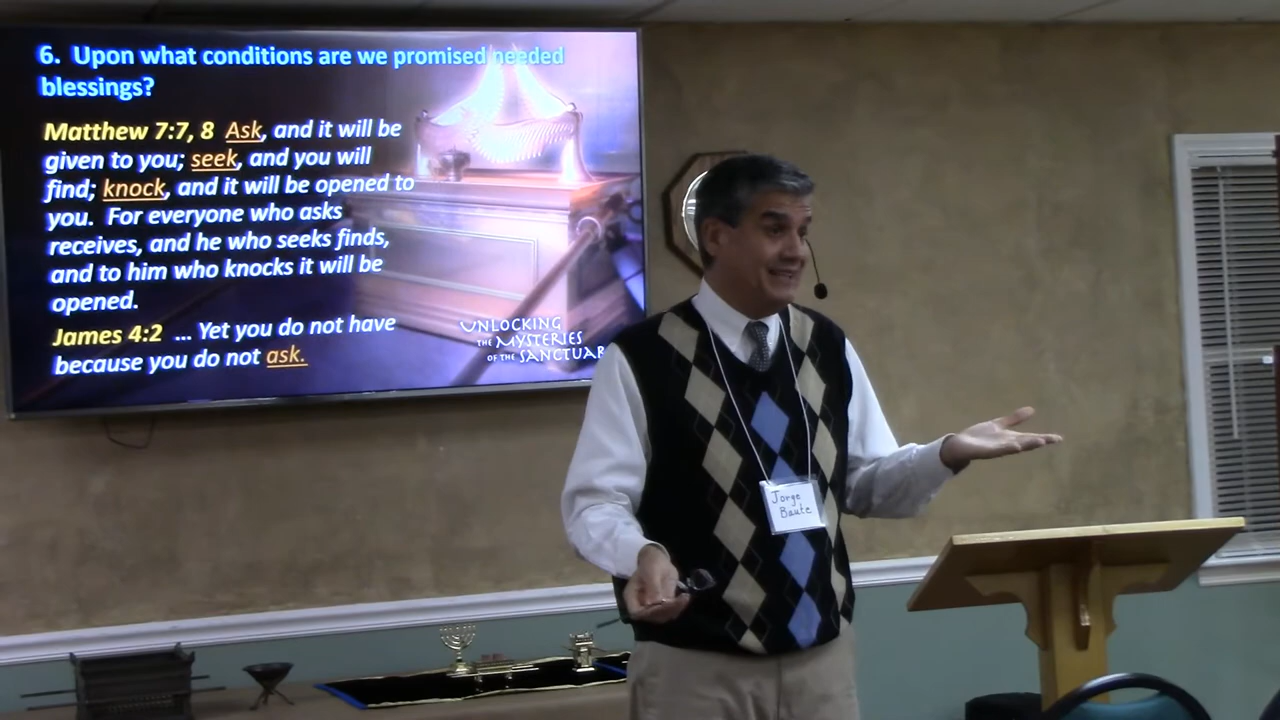 6. Upon what conditions are we promised needed
blessings?
Matthew 7:7, 8 Ask, and it will be
given to you; seek, and you will
find; knock, and it will be opened to
you. For everyone who asks
receives, and he who seeks finds,
and to him who knocks it will be
opened.
James 4:2 ... Yet you do not have
because you do not ask.
UNLOCKING
THE MYSTERIES
OF THE SANCTUAR
Jorge
Baute